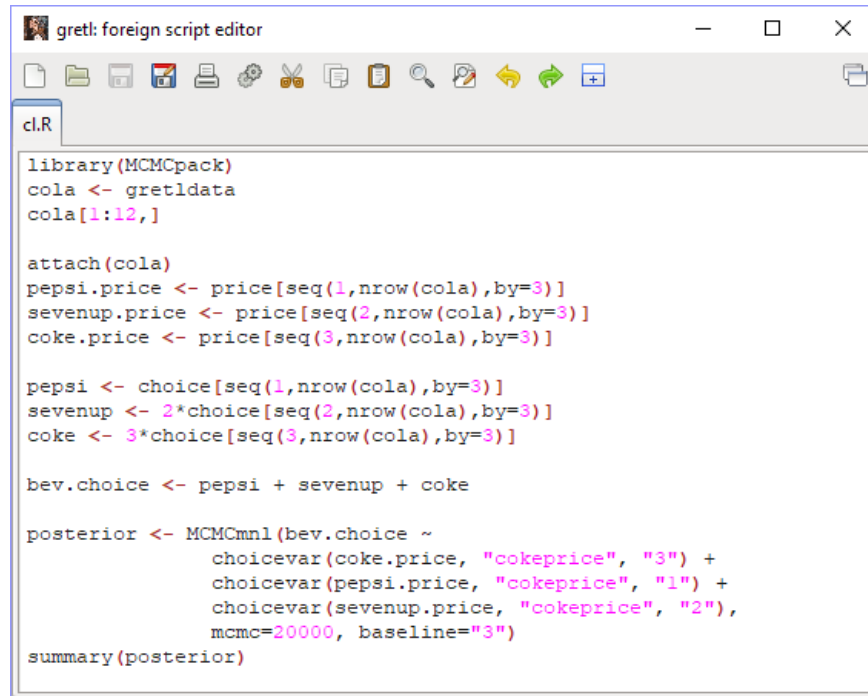 gretl: foreign script editor
cl.R
library(MCMCpack)
cola <- gretldata
cola[1:12,]
attach(cola)
pepsi.price <- price[seq(1,nrow(cola),by=3)]
sevenup.price <- price[seq(2,nrow(cola),by=3)]
coke.price <- price[seq(3,nrow(cola),by=3)]
pepsi <- choice[seq(1,nrow(cola),by=3)]
sevenup <- 2*choice[seq(2,nrow(cola),by=3)]
coke <- 3*choice[seq(3,nrow(cola),by=3)]
bev.choice <- pepsi + sevenup + coke
posterior <- MCMCmnl(bev.choice ~
choicevar(coke.price, "cokeprice", "3") +
choicevar(pepsi.price, "cokeprice", "1") +
choicevar(sevenup.price, "cokeprice", "2"),
mcmc=20000, baseline="3")
summary(posterior)